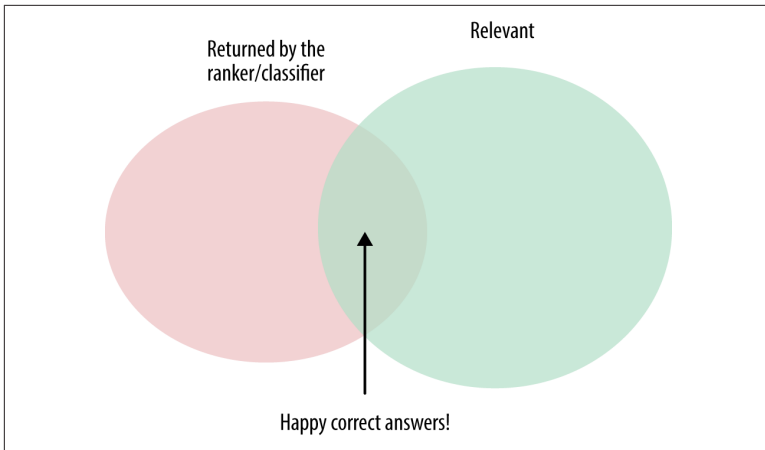 Relevant
Returned by the
ranker/classifier
Happy correct answers!